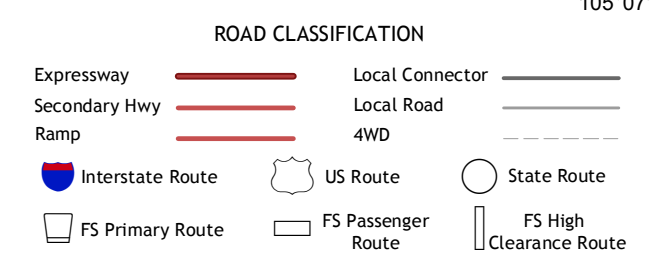 105°07'
ROAD CLASSIFICATION
Expressway
Local Connector
Secondary Hwy
Local Road
Ramp
4WD
Interstate Route
US Route
State Route
FS Primary Route
FS Passenger
Route
FS High
Clearance Route